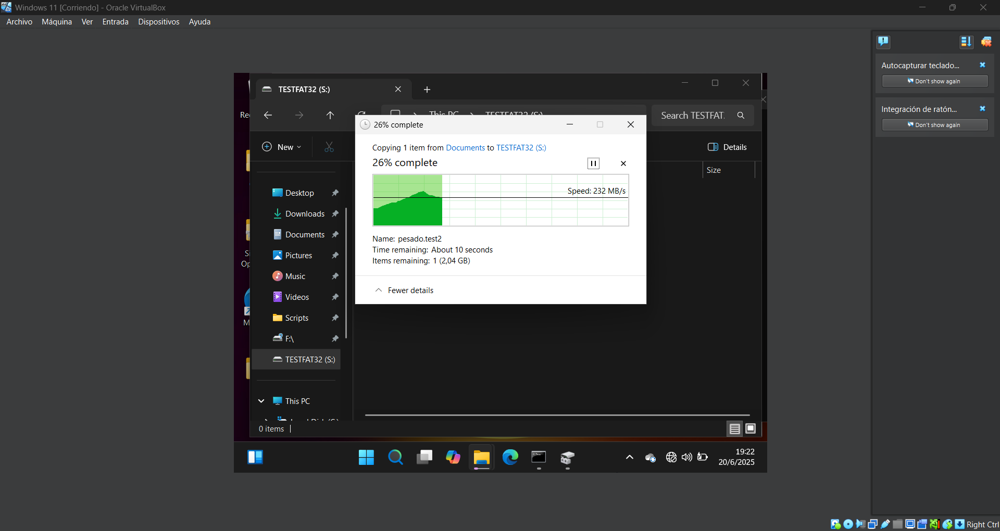 Windows 11 [Corriendo] - Oracle VirtualBox
Archivo Máquina Ver Entrada Dispositivos Ayuda
Autocapturar teclado...
Don't show again
Integración de ratón...
Don't show again
TESTFAT32 (S:)
This PC TESTFAT32 (S:)
Search TESTFAT
New
Details
Size
26% complete
Copying 1 item from Documents to TESTFAT32 (S:)
26% complete
Speed: 232 MB/s
Name: pesado.test2
Time remaining: About 10 seconds
Items remaining: 1 (2,04 GB)
Fewer details
Desktop
Downloads
Documents
Pictures
Music
Videos
Scripts
F:\
TESTFAT32 (S:)
This PC
0 items
19:22
20/6/2025
Right Ctrl